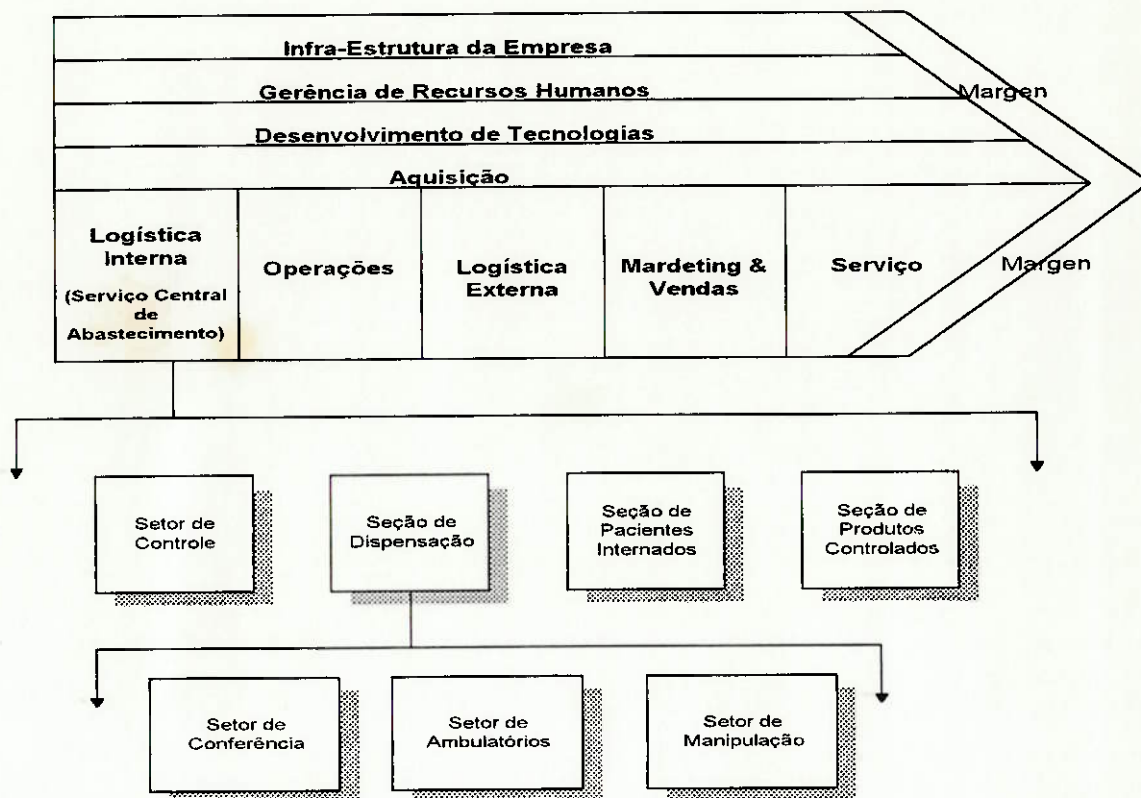 Infra-Estrutura da Empresa
Gerência de Recursos Humanos
Margen
Desenvolvimento de Tecnologias
Aquisição
Logística
Interna
(Serviço Central
de
Abastecimento)
Operações
Logística
Externa
Mardeting &
Vendas
Serviço
Margen
Setor de
Controle
Seção de
Dispensação
Seção de
Pacientes
Internados
Seção de
Produtos
Controlados
Setor de
Conferência
Setor de
Ambulatórios
Setor de
Manipulação